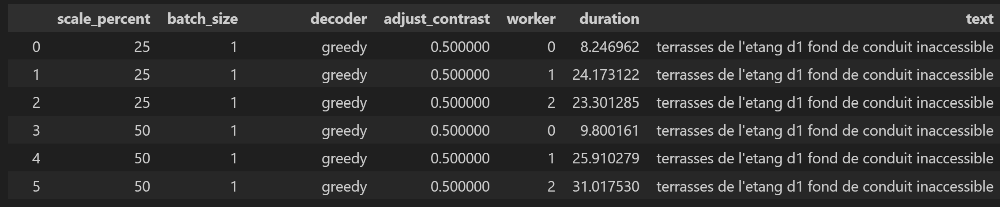 scale_percent batch_size decoder adjust_contrast worker duration text
0 25 1 greedy 0.500000 0 8.246962 terrasses de l'etang d1 fond de conduit inaccessible
1 25 1 greedy 0.500000 1 24.173122 terrasses de l'etang d1 fond de conduit inaccessible
2 25 1 greedy 0.500000 2 23.301285 terrasses de l'etang d1 fond de conduit inaccessible
3 50 1 greedy 0.500000 0 9.800161 terrasses de l'etang d1 fond de conduit inaccessible
4 50 1 greedy 0.500000 1 25.910279 terrasses de l'etang d1 fond de conduit inaccessible
5 50 1 greedy 0.500000 2 31.017530 terrasses de l'etang d1 fond de conduit inaccessible